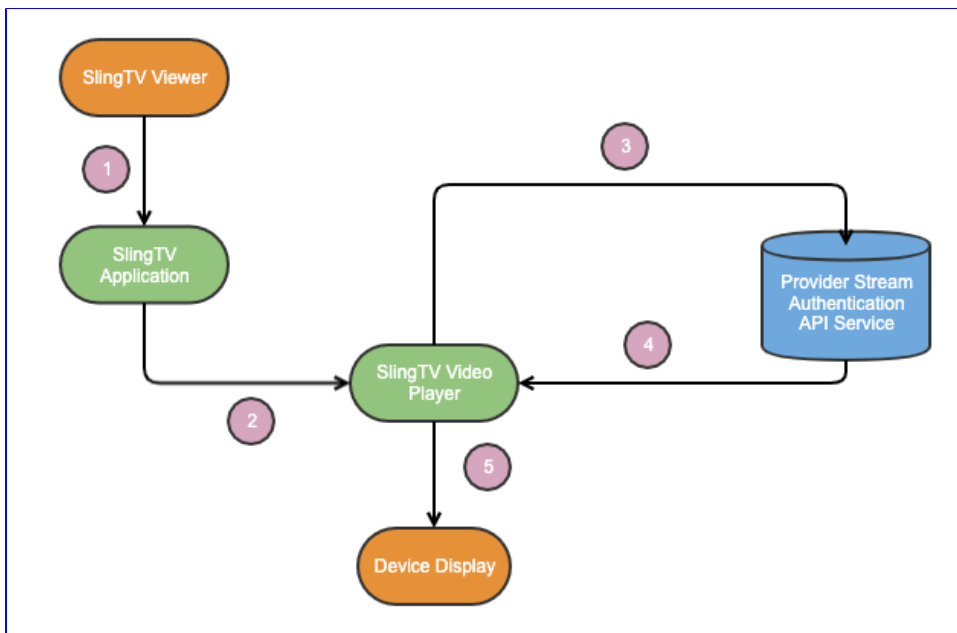 SlingTV Viewer
1
3
SlingTV
Application
Provider Stream
Authentication
API Service
4
SlingTV Video
Player
2
5
Device Display